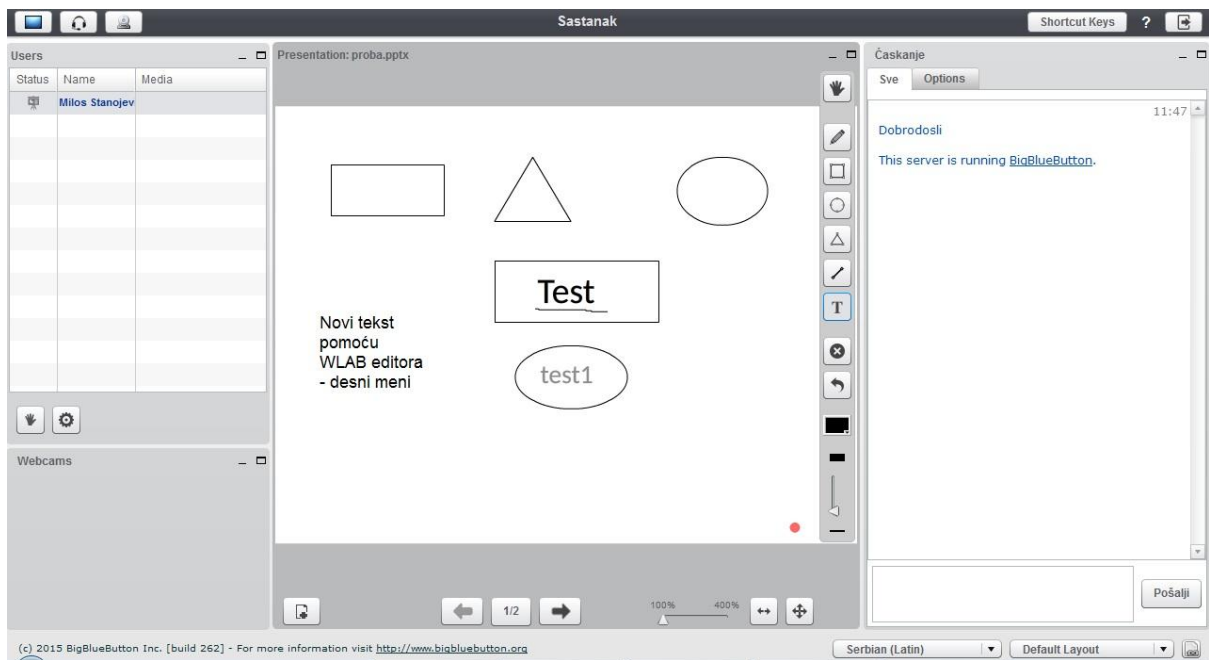 Sastanak
Shortcut Keys
?
Users
Status Name Media
Milos Stanojev
Webcams
Presentation: proba.pptx
Test
Novi tekst
pomoću
WLAB editora
- desni meni
test1
T
1/2
100% 400%
Ćaskanje
Sve Options
11:47
Dobrodosli
This server is running BigBlueButton.
Pošalji
(c) 2015 BigBlueButton Inc. [build 262] - For more information visit http://www.bigbluebutton.org
Serbian (Latin)
Default Layout